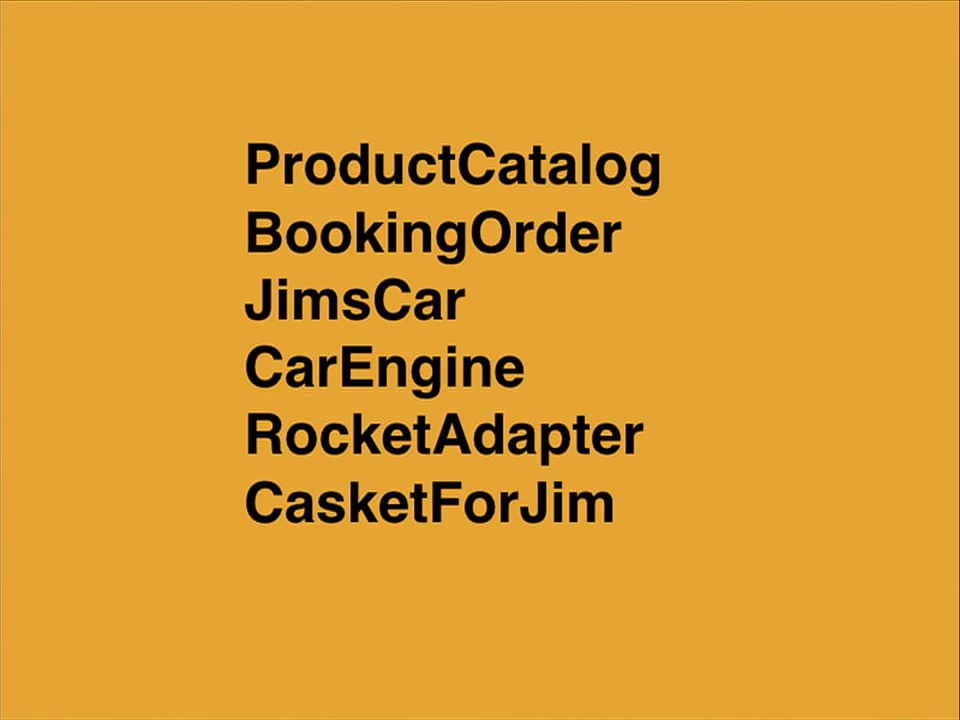 ProductCatalog
BookingOrder
JimsCar
CarEngine
RocketAdapter
CasketForJim